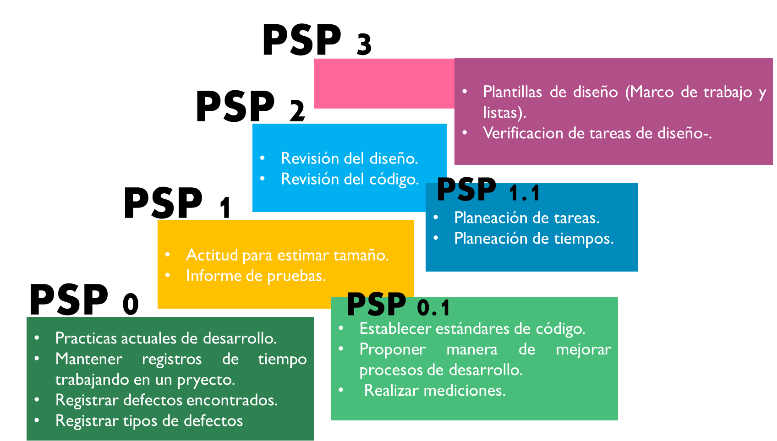 PSP 3
• Plantillas de diseño (Marco de trabajo y
listas).
• Verificacion de tareas de diseño-.
PSP 2
• Revisión del diseño.
• Revisión del código.
PSP 1.1
• Planeación de tareas.
• Planeación de tiempos.
PSP 1
• Actitud para estimar tamaño.
• Informe de pruebas.
PSP 0
• Practicas actuales de desarrollo.
• Mantener registros de tiempo
trabajando en un pryecto.
• Registrar defectos encontrados.
• Registrar tipos de defectos
PSP 0.1
• Establecer estándares de código.
• Proponer manera de mejorar
procesos de desarrollo.
• Realizar mediciones.